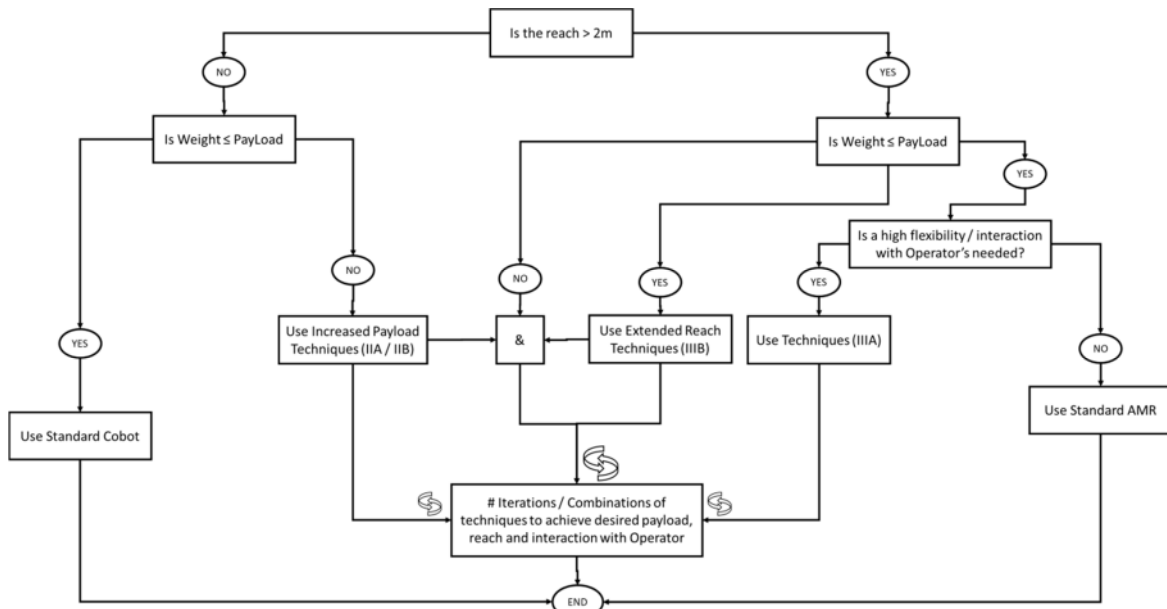 Is the reach > 2m
NO
YES
Is Weight ≤ PayLoad
Is Weight ≤ PayLoad
YES
Is a high flexibility / interaction
with Operator's needed?
NO
NO
YES
YES
Use Increased Payload
Techniques (IIA / IIB)
&
Use Extended Reach
Techniques (IIIB)
Use Techniques (IIIA)
YES
NO
Use Standard Cobot
Use Standard AMR
# Iterations / Combinations of
techniques to achieve desired payload,
reach and interaction with Operator
END